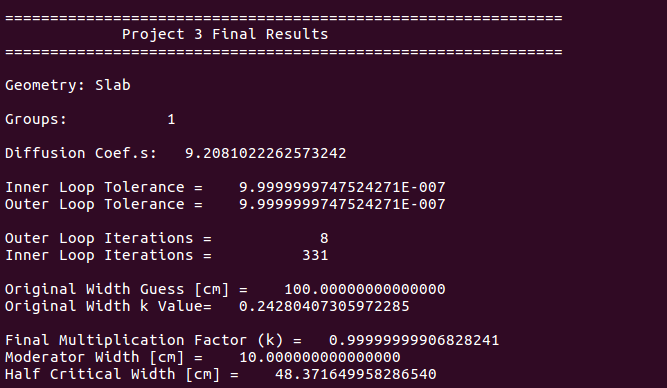 ==============================================================
Project 3 Final Results
==============================================================
Geometry: Slab
Groups: 1
Diffusion Coef.s: 9.2081022262573242
Inner Loop Tolerance = 9.9999999747524271E-007
Outer Loop Tolerance = 9.9999999747524271E-007
Outer Loop Iterations = 8
Inner Loop Iterations = 331
Original Width Guess [cm] = 100.00000000000000
Original Width k Value= 0.24280407305972285
Final Multiplication Factor (k) = 0.99999999906828241
Moderator Width [cm] = 10.000000000000000
Half Critical Width [cm] = 48.371649958286540